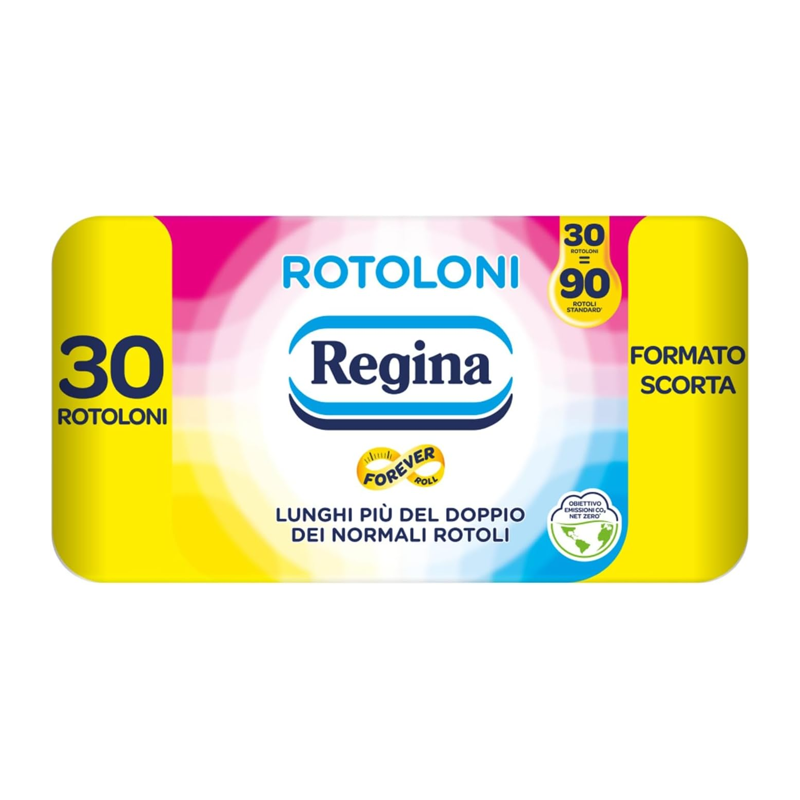 30
ROTOLONI
ROTOLONI
Regina
FOREVER
ROLL
LUNGHI PIÙ DEL DOPPIO
DEI NORMALI ROTOLI
30
ROTOLONI
=
90
ROTOLI
STANDARD*
FORMATO
SCORTA
OBIETTIVO
EMISSIONI CO₂
NET ZERO*